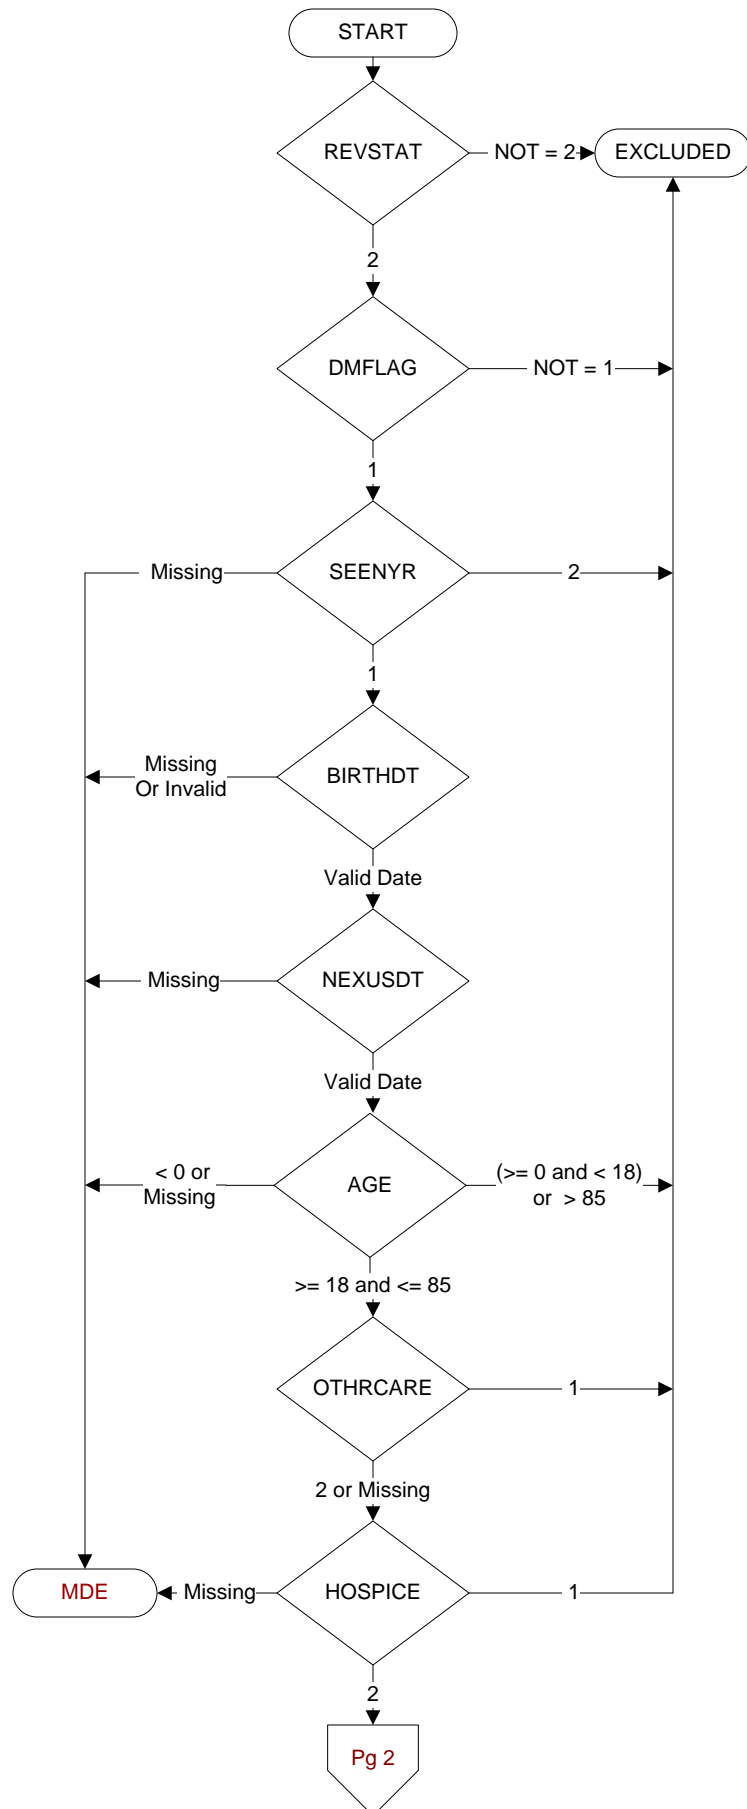 START
REVSTAT
NOT = 2
EXCLUDED
2
DMFLAG
NOT = 1
1
Missing
SEENYR
2
1
Missing
Or Invalid
BIRTHDT
Valid Date
Missing
NEXUSDT
Valid Date
< 0 or
Missing
AGE
(>= 0 and < 18)
or > 85
>= 18 and <= 85
OTHRCARE
1
2 or Missing
MDE
Missing
HOSPICE
1
2
Pg 2